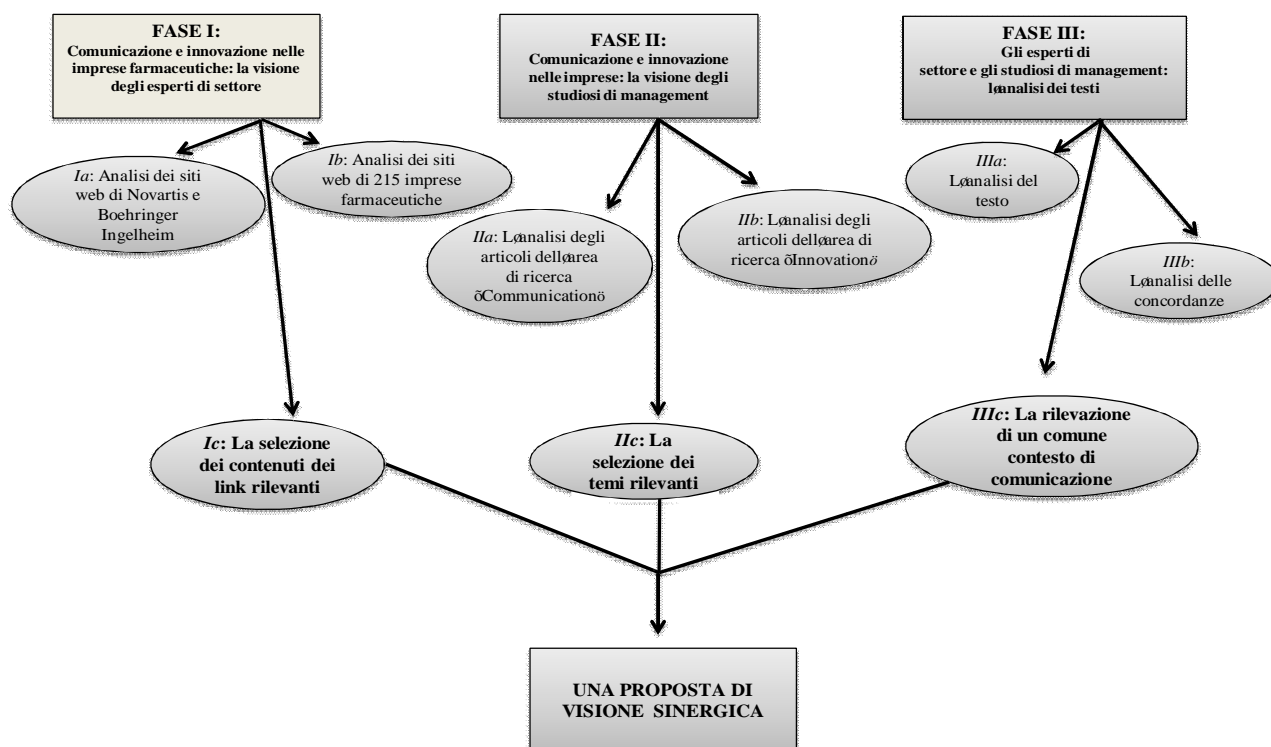 FASE I:
Comunicazione e innovazione nelle
imprese farmaceutiche: la visione
degli esperti di settore
FASE II:
Comunicazione e innovazione
nelle imprese: la visione degli
studiosi di management
FASE III:
Gli esperti di
settore e gli studiosi di management:
løanalisi dei testi
Ia: Analisi dei siti
web di Novartis e
Boehringer
Ingelheim
Ib: Analisi dei siti
web di 215 imprese
farmaceutiche
IIa: Løanalisi degli
articoli delløarea
di ricerca
õCommunicationö
IIb: Løanalisi degli
articoli delløarea di
ricerca õInnovationö
IIIa:
Løanalisi del
testo
IIIb:
Løanalisi delle
concordanze
Ic: La selezione
dei contenuti dei
link rilevanti
IIc: La
selezione dei
temi rilevanti
IIIc: La rilevazione
di un comune
contesto di
comunicazione
UNA PROPOSTA DI
VISIONE SINERGICA